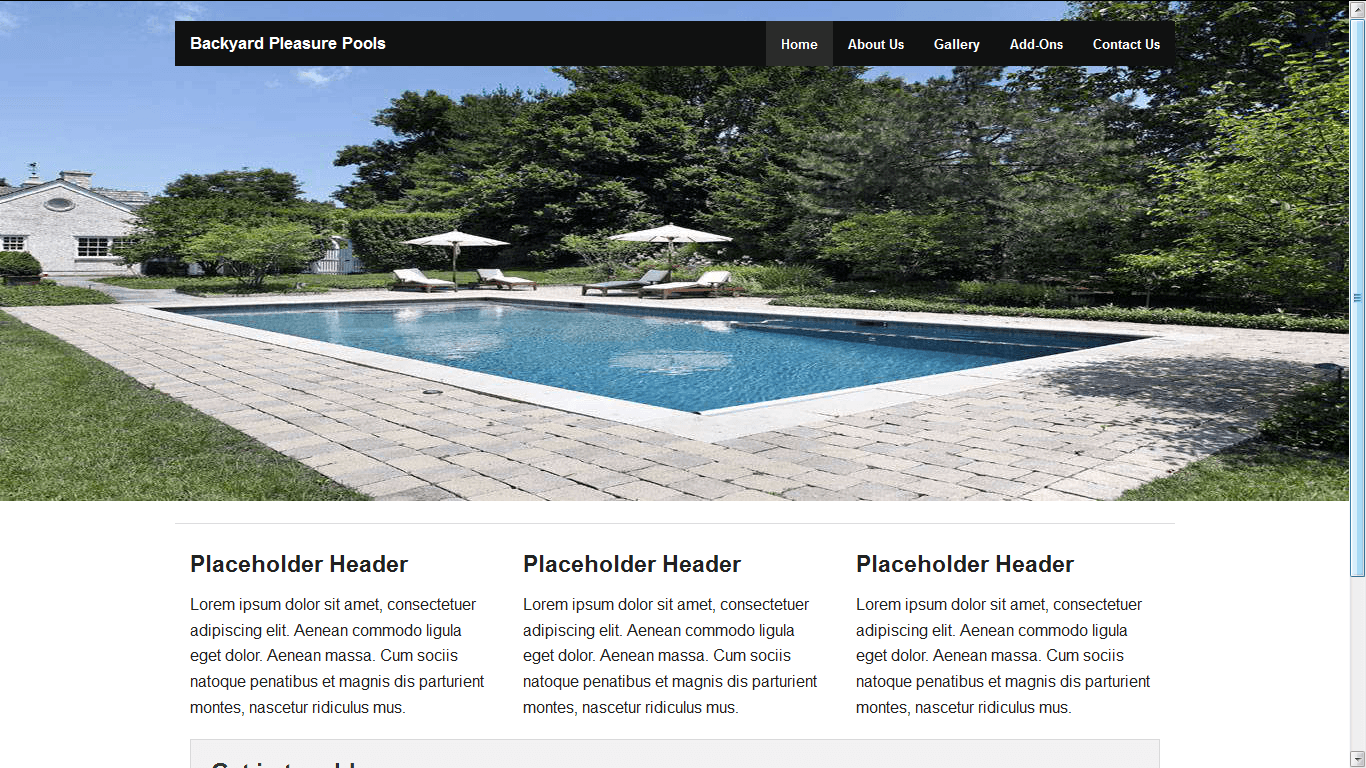 Backyard Pleasure Pools Home About Us Gallery Add-Ons Contact Us
Placeholder Header
Lorem ipsum dolor sit amet, consectetuer
adipiscing elit. Aenean commodo ligula
eget dolor. Aenean massa. Cum sociis
natoque penatibus et magnis dis parturient
montes, nascetur ridiculus mus.
Placeholder Header
Lorem ipsum dolor sit amet, consectetuer
adipiscing elit. Aenean commodo ligula
eget dolor. Aenean massa. Cum sociis
natoque penatibus et magnis dis parturient
montes, nascetur ridiculus mus.
Placeholder Header
Lorem ipsum dolor sit amet, consectetuer
adipiscing elit. Aenean commodo ligula
eget dolor. Aenean massa. Cum sociis
natoque penatibus et magnis dis parturient
montes, nascetur ridiculus mus.